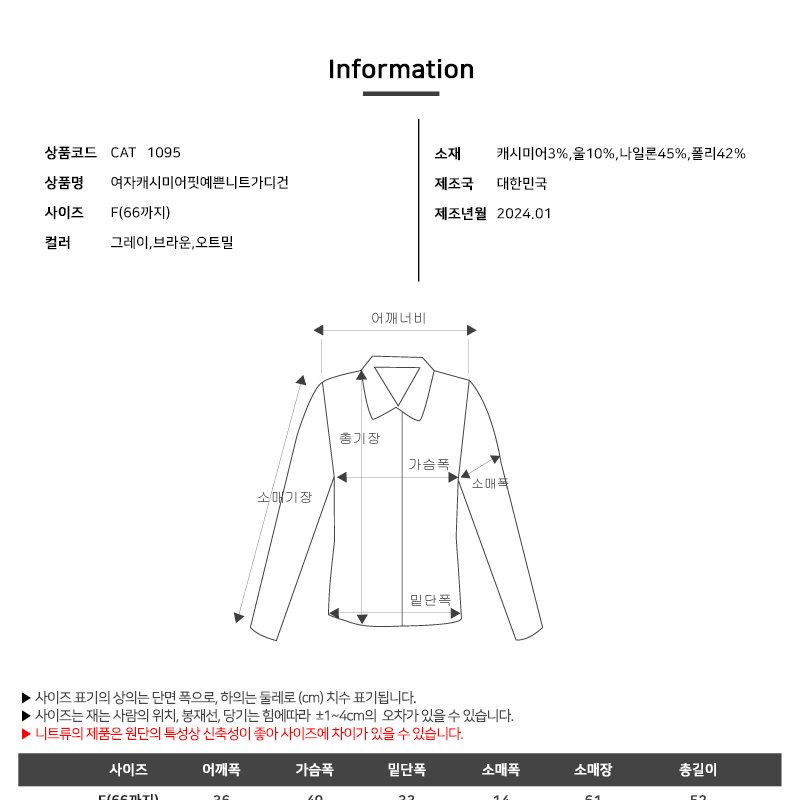 Information
상품코드 CAT 1095
상품명 여자캐시미어핏예쁜니트가디건
사이즈 F(66까지)
컬러 그레이,브라운,오트밀
소재 캐시미어3%,울10%,나일론45%,폴리42%
제조국 대한민국
제조년월 2024.01
어깨너비
총기장
가슴폭
소매폭
소매기장
밑단폭
▶ 사이즈 표기의 상의는 단면 폭으로, 하의는 둘레로 (cm) 치수 표기됩니다.
▶ 사이즈는 재는 사람의 위치, 봉재선, 당기는 힘에따라 ±1~4cm의 오차가 있을 수 있습니다.
▶ 니트류의 제품은 원단의 특성상 신축성이 좋아 사이즈에 차이가 있을 수 있습니다.
사이즈 어깨폭 가슴폭 밑단폭 소매폭 소매장 총길이
F(66까지)